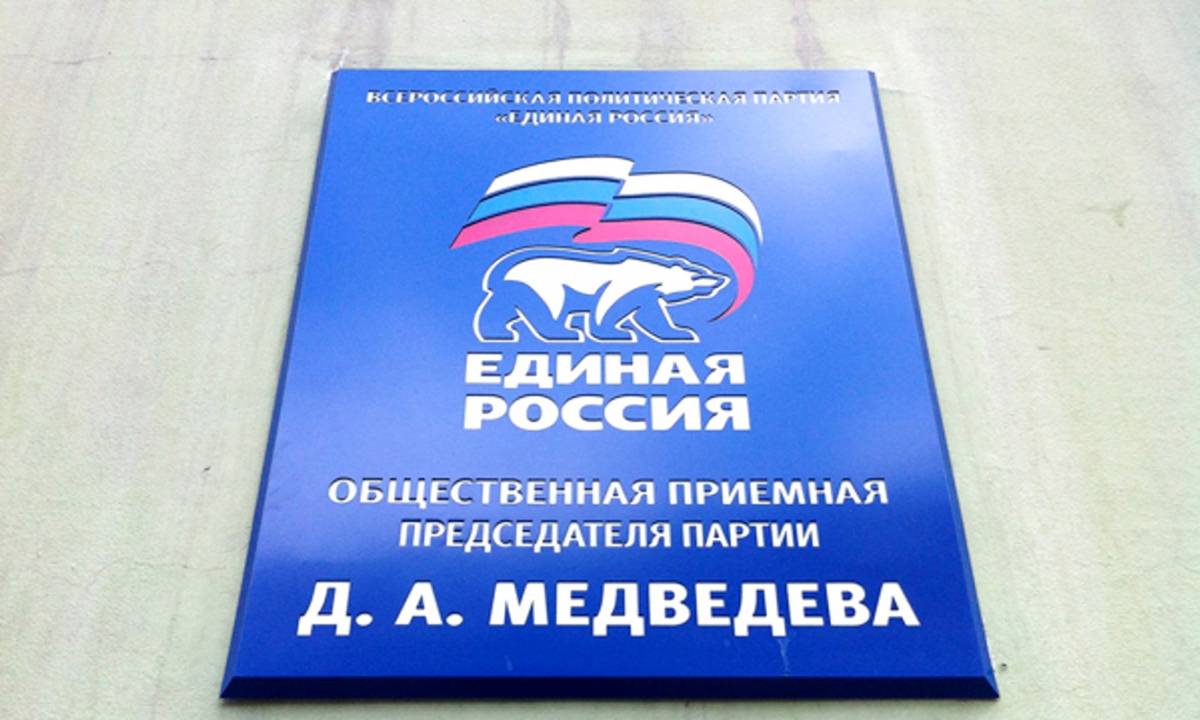 ВСЕРОССИЙСКАЯ ПОЛИТИЧЕСКАЯ ПАРТИЯ
«ЕДИНАЯ РОССИЯ»
ЕДИНАЯ
РОССИЯ
ОБЩЕСТВЕННАЯ ПРИЕМНАЯ
ПРЕДСЕДАТЕЛЯ ПАРТИИ
Д. А. МЕДВЕДЕВА